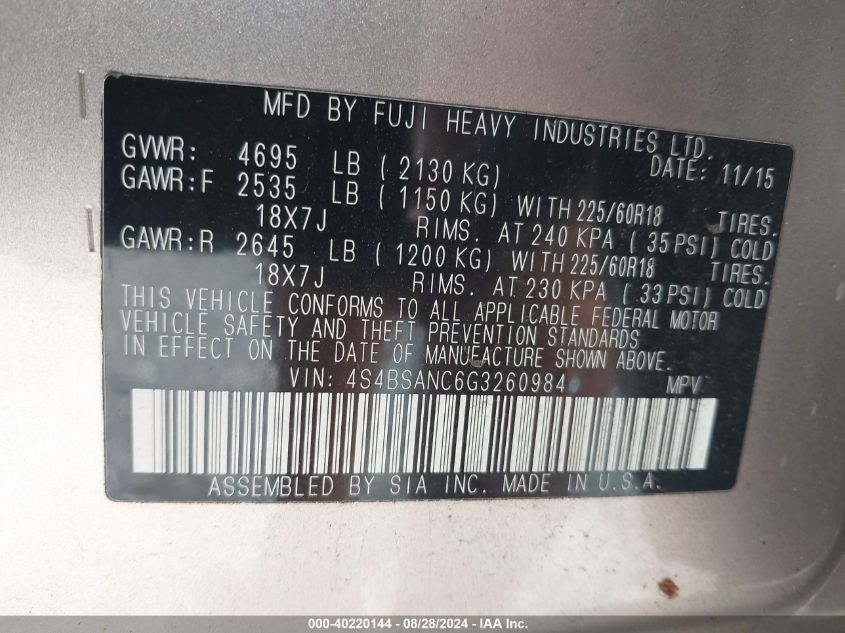 MFD BY FUJI HEAVY INDUSTRIES LTD.
GVWR: 4695 LB ( 2130 KG) DATE: 11/15
GAWR:F 2535 LB ( 1150 KG) WITH 225/60R18 TIRES.
18X7J RIMS. AT 240 KPA ( 35 PSI) COLD
GAWR:R 2645 LB ( 1200 KG) WITH 225/60R18 TIRES.
18X7J RIMS. AT 230 KPA ( 33 PSI) COLD
THIS VEHICLE CONFORMS TO ALL APPLICABLE FEDERAL MOTOR
VEHICLE SAFETY AND THEFT PREVENTION STANDARDS
IN EFFECT ON THE DATE OF MANUFACTURE SHOWN ABOVE.
VIN: 4S4BSANC6G3260984 MPV
ASSEMBLED BY SIA INC. MADE IN U.S.A.
000-40220144 - 08/28/2024 - IAAI.COM